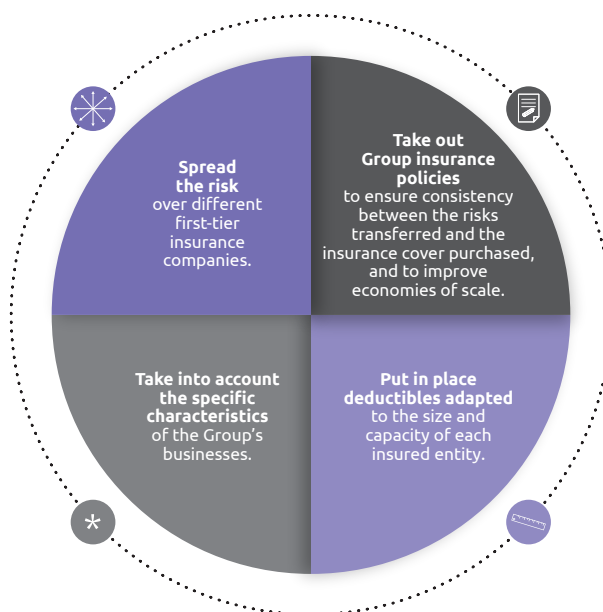 Spread
the risk
over different
first-tier
insurance
companies.
Take out
Group insurance
policies
to ensure consistency
between the risks
transferred and the
insurance cover purchased,
and to improve
economies of scale.
Take into account
the specific
characteristics
of the Group’s
businesses.
Put in place
deductibles adapted
to the size and
capacity of each
insured entity.
*